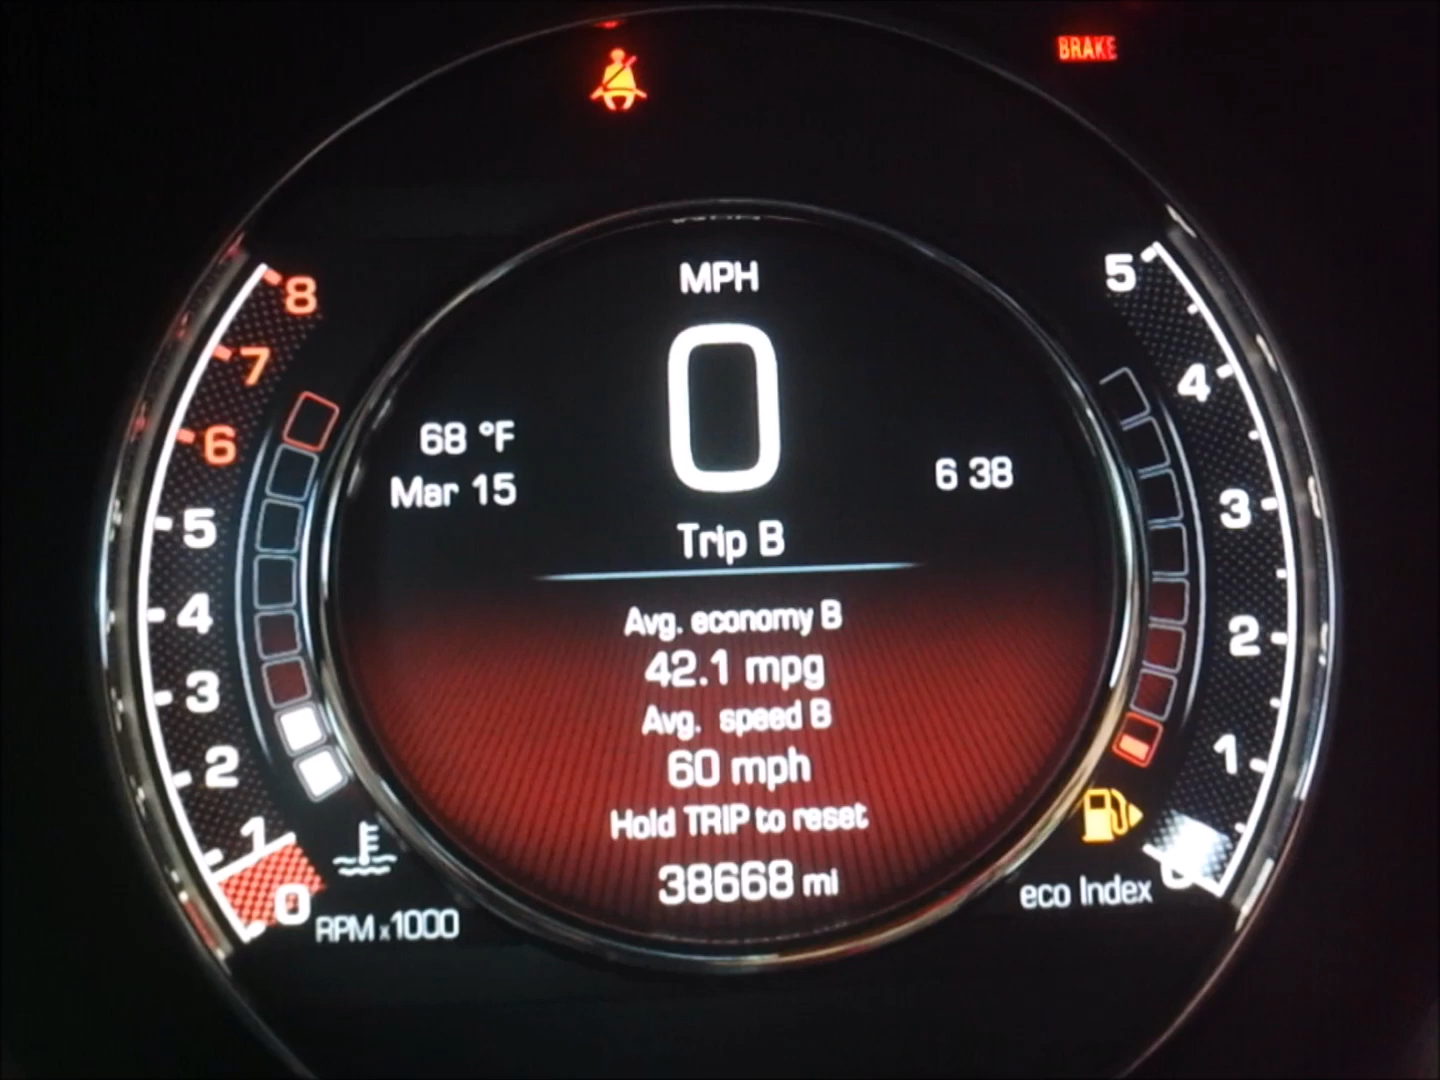 BRAKE
MPH
0
68 °F
Mar 15
6 38
Trip B
Avg. economy B
42.1 mpg
Avg. speed B
60 mph
Hold TRIP to reset
38668 mi
8
7
6
5
4
3
2
1
0
RPM x1000
5
4
3
2
1
0
eco Index